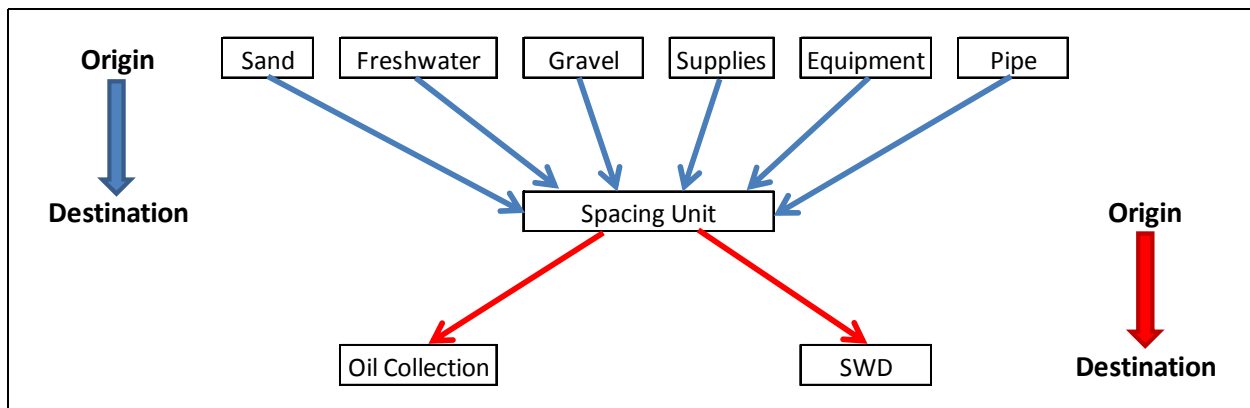 Origin
Sand
Freshwater
Gravel
Supplies
Equipment
Pipe
Destination
Spacing Unit
Origin
Oil Collection
SWD
Destination